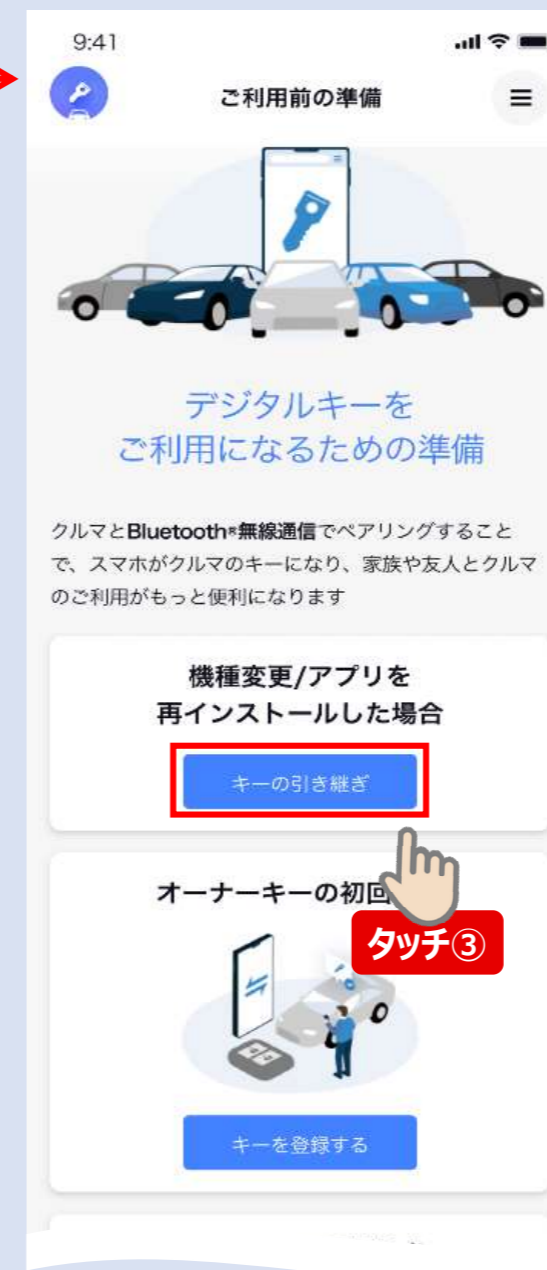 9:41
ご利用前の準備
デジタルキーを
ご利用になるための準備
クルマとBluetooth®無線通信でペアリングすること
で、スマホがクルマのキーになり、家族や友人とクルマ
のご利用がもっと便利になります
機種変更/アプリを
再インストールした場合
キーの引き継ぎ
オーナーキーの初回
タッチ③
キーを登録する